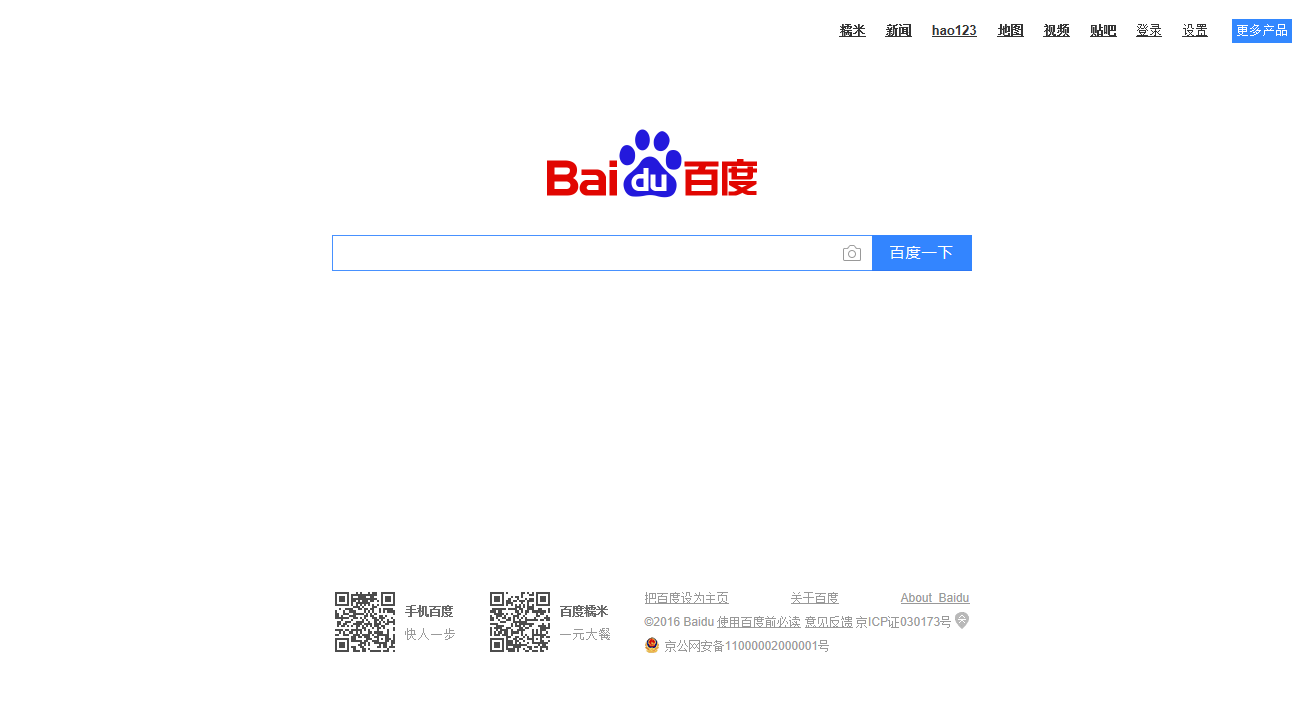 糯米 新闻 hao123 地图 视频 贴吧 登录 设置 更多产品
Bai du 百度
百度一下
手机百度
快人一步
百度糯米
一元大餐
把百度设为主页 关于百度 About Baidu
©2016 Baidu 使用百度前必读 意见反馈 京ICP证030173号
京公网安备11000002000001号